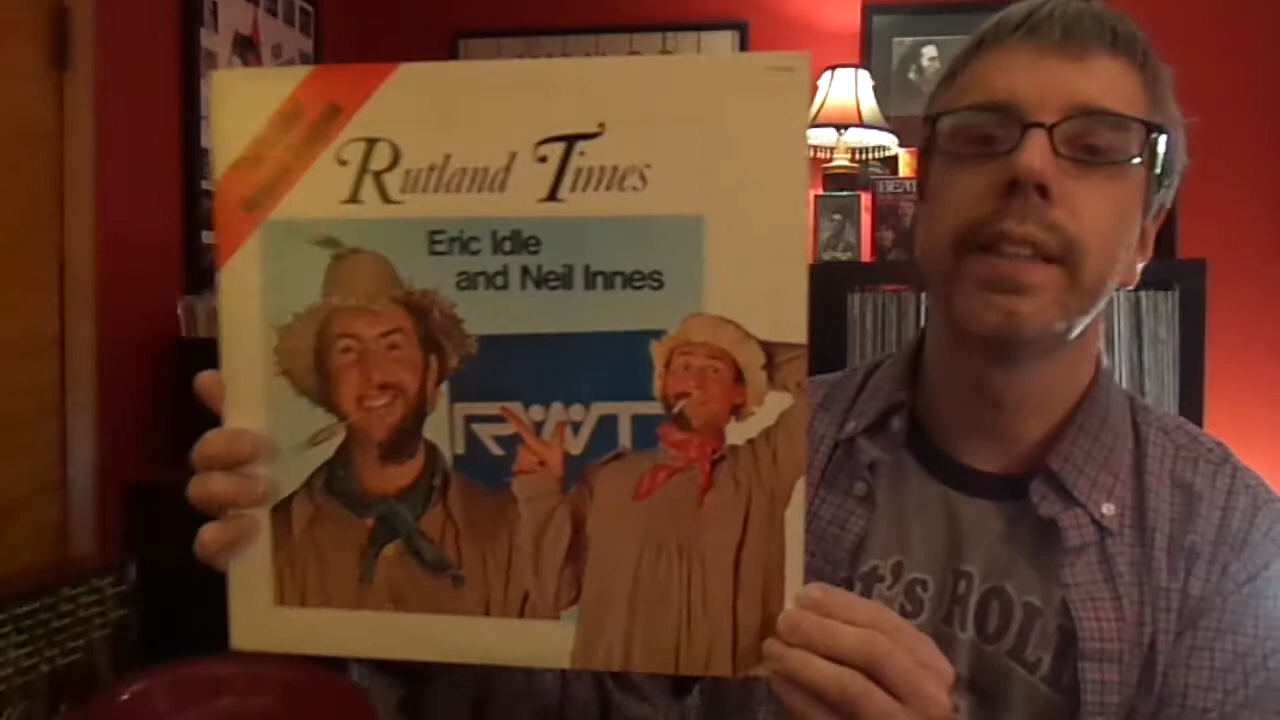 Rutland Times
Eric Idle
and Neil Innes
RWT
BEAT
t's ROLL